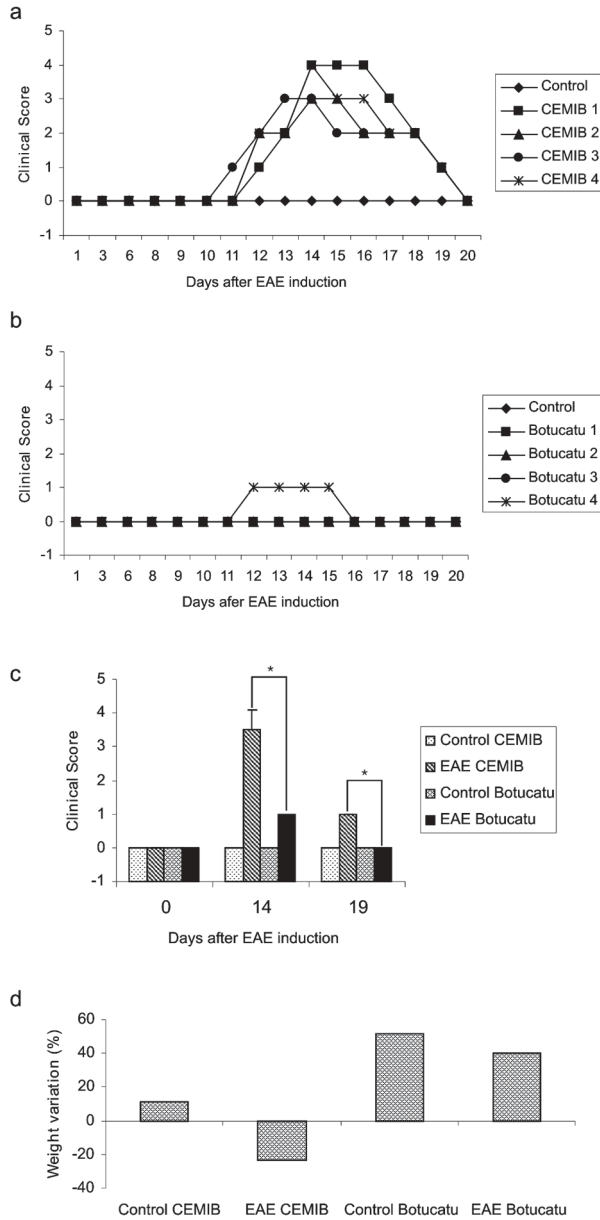 a
5
4
3
2
1
0
-1
Clinical Score
1 3 6 8 9 10 11 12 13 14 15 16 17 18 19 20
Days after EAE induction
Control
CEMIB 1
CEMIB 2
CEMIB 3
CEMIB 4
b
5
4
3
2
1
0
-1
Clinical Score
1 3 6 8 9 10 11 12 13 14 15 16 17 18 19 20
Days afer EAE induction
Control
Botucatu 1
Botucatu 2
Botucatu 3
Botucatu 4
c
5
4
3
2
1
0
-1
Clinical Score
*
*
0 14 19
Days after EAE induction
Control CEMIB
EAE CEMIB
Control Botucatu
EAE Botucatu
d
60
40
20
0
-20
-40
Weight variation (%)
Control CEMIB EAE CEMIB Control Botucatu EAE Botucatu